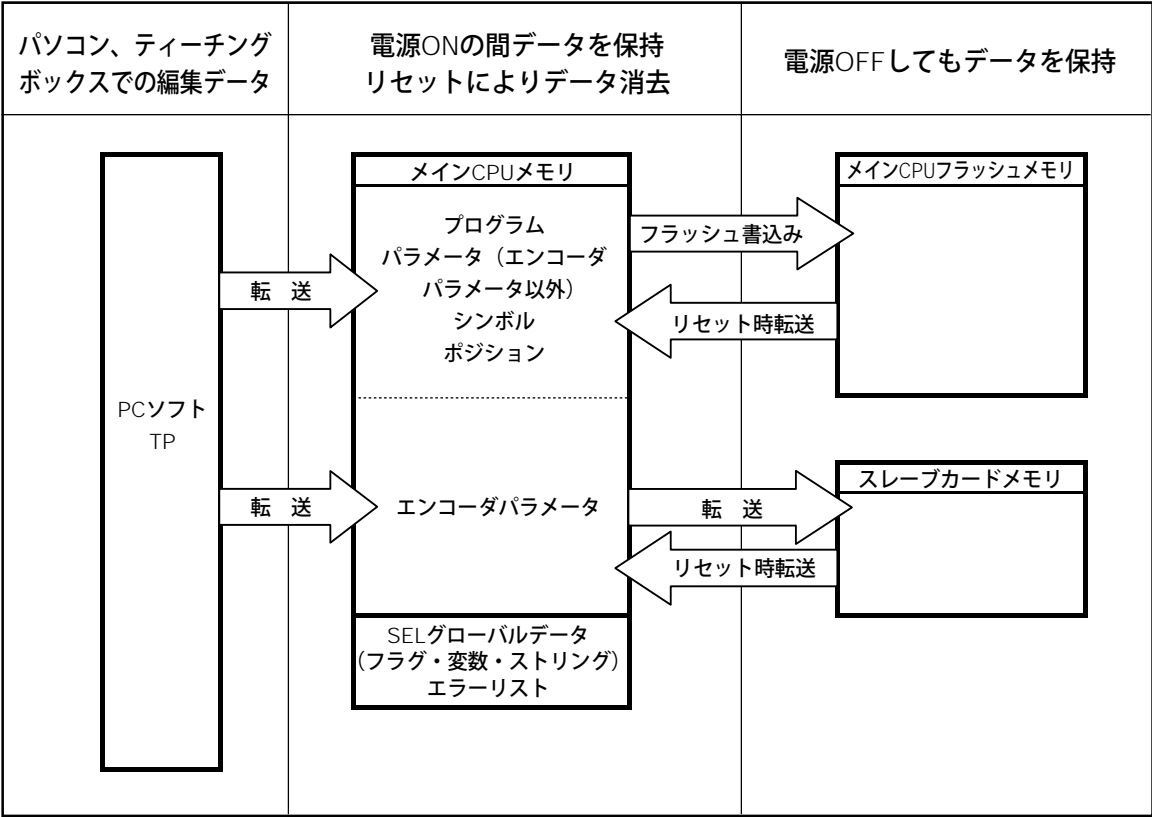 パソコン、ティーチング
ボックスでの編集データ
電源ONの間データを保持
リセットによりデータ消去
電源OFFしてもデータを保持
PCソフト
TP
転　送
転　送
メインCPUメモリ
プログラム
パラメータ（エンコーダ
パラメータ以外）
シンボル
ポジション
エンコーダパラメータ
SELグローバルデータ
（フラグ・変数・ストリング）
エラーリスト
フラッシュ書込み
リセット時転送
転　送
リセット時転送
メインCPUフラッシュメモリ
スレーブカードメモリ